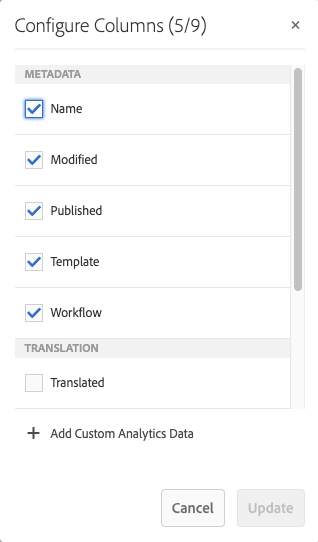 Configure Columns (5/9)
×
METADATA
Name
Modified
Published
Template
Workflow
TRANSLATION
Translated
+ Add Custom Analytics Data
Cancel
Update